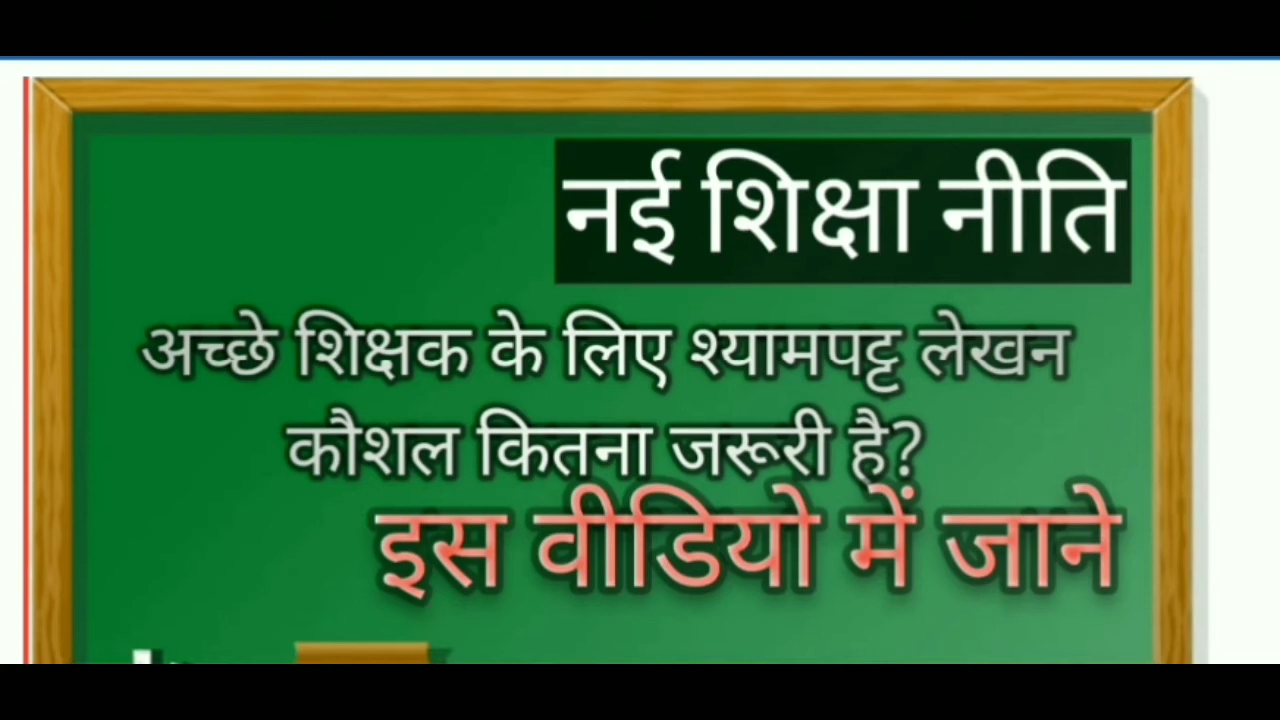 नई शिक्षा नीति
अच्छे शिक्षक के लिए श्यामपट्ट लेखन
कौशल कितना जरूरी है?
इस वीडियो में जाने